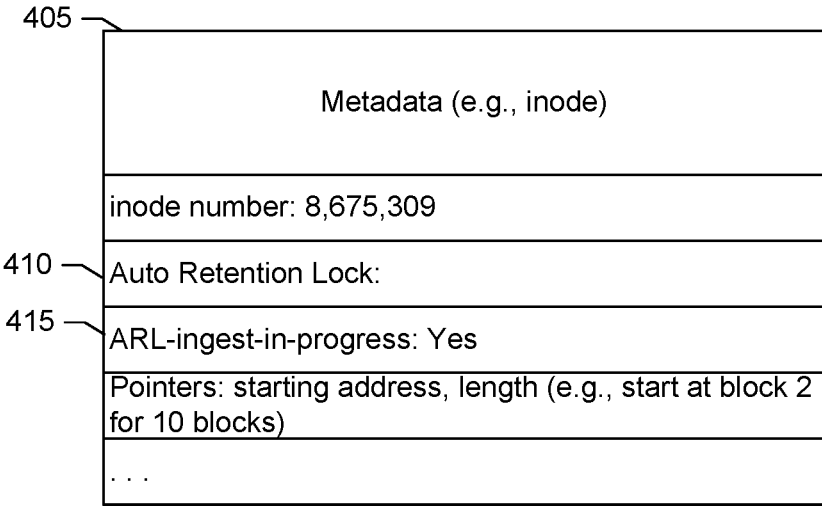 405
Metadata (e.g., inode)
inode number: 8,675,309
410
Auto Retention Lock:
415
ARL-ingest-in-progress: Yes
Pointers: starting address, length (e.g., start at block 2
for 10 blocks)
. . .